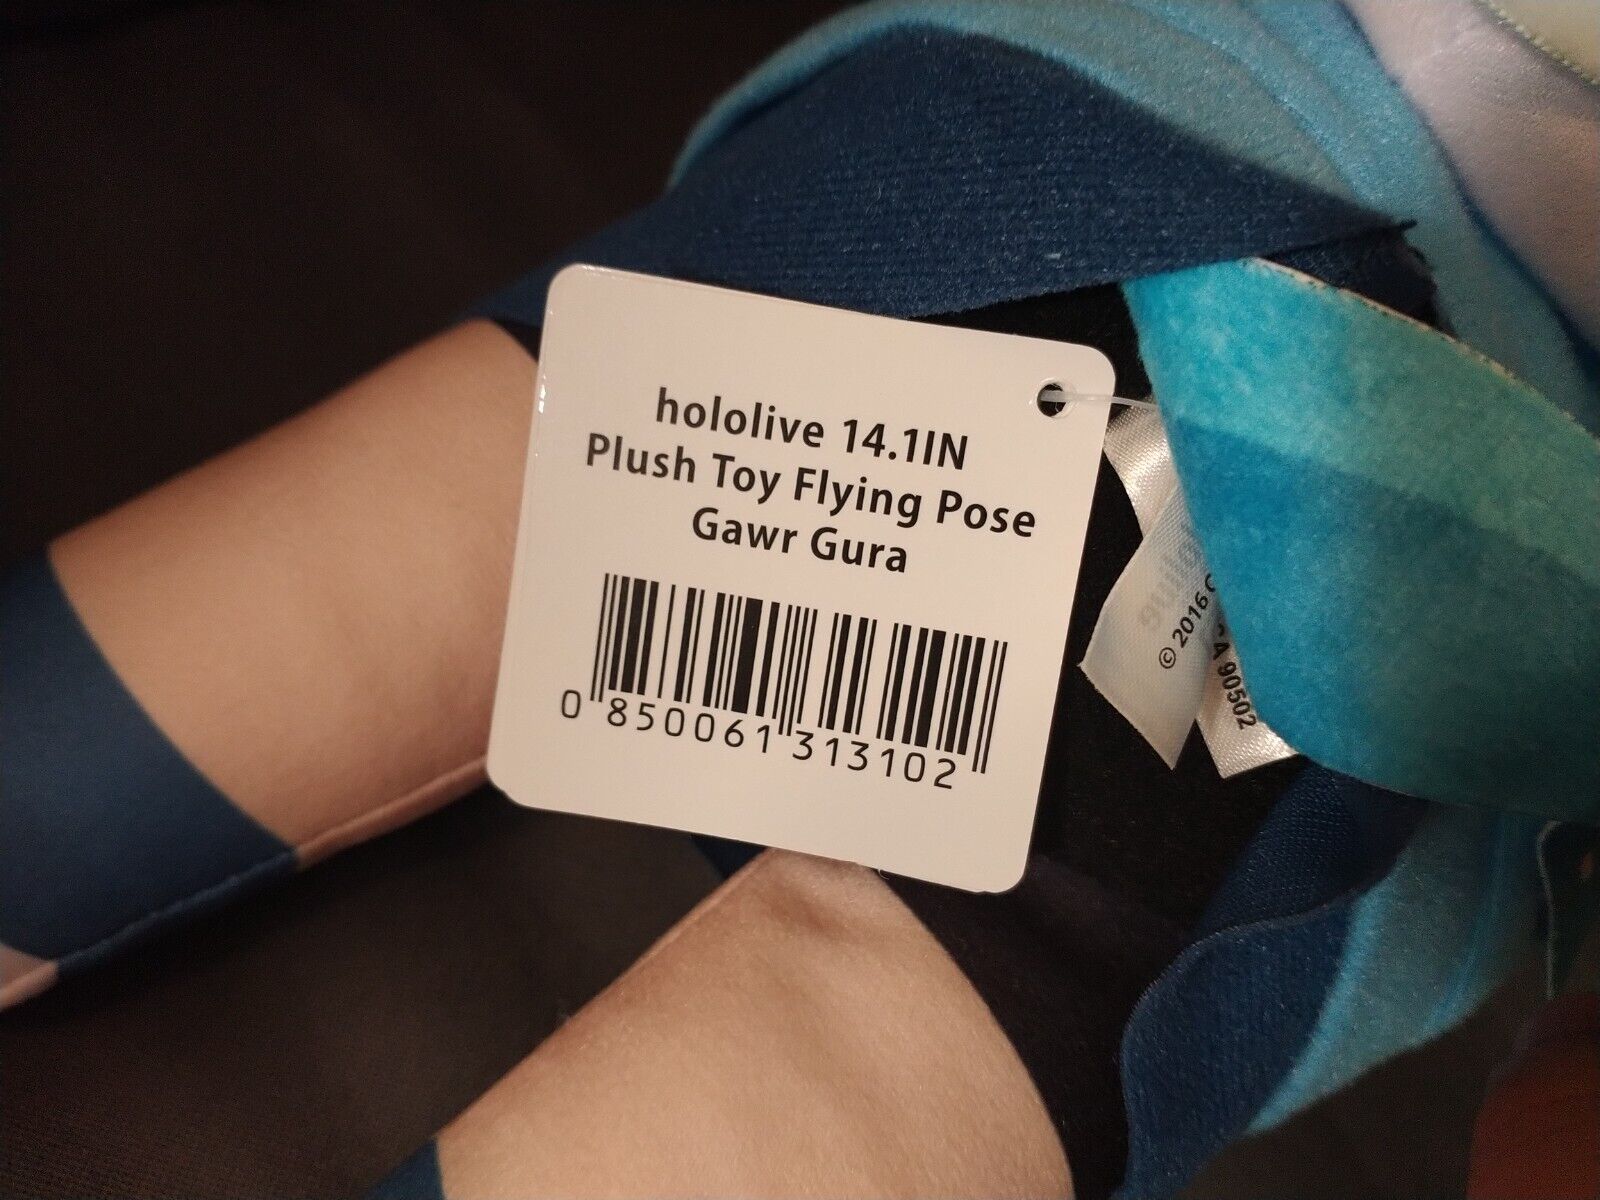 hololive 14.1IN
Plush Toy Flying Pose
Gawr Gura
0 850061 313102
© 2016 C
A 90502